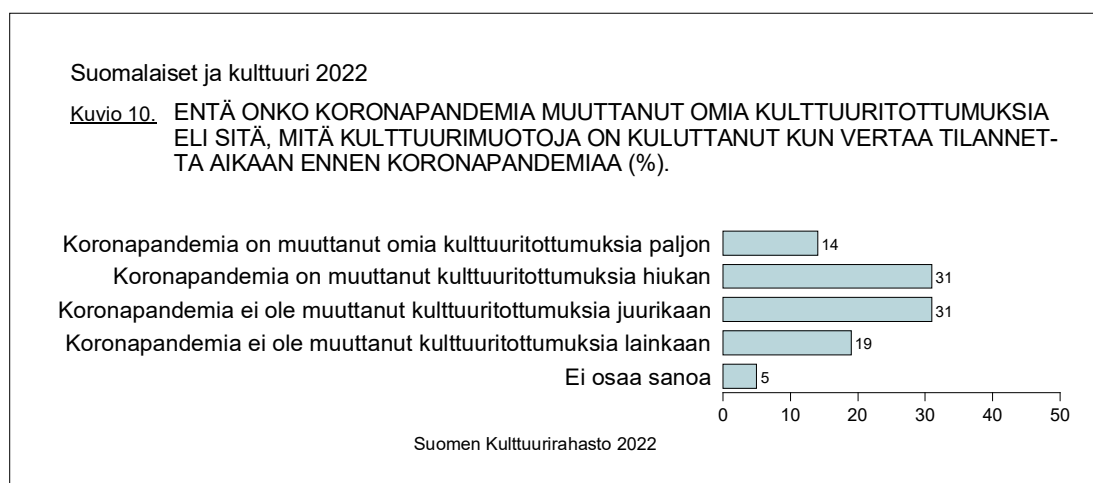 Suomalaiset ja kulttuuri 2022
Kuvio 10. ENTÄ ONKO KORONAPANDEMIA MUUTTANUT OMIA KULTTUURITOTTUMUKSIA
ELI SITÄ, MITÄ KULTTUURIMUOTOJA ON KULUTTANUT KUN VERTAA TILANNET-
TA AIKAAN ENNEN KORONAPANDEMIAA (%).
Koronapandemia on muuttanut omia kulttuuritottumuksia paljon 14
Koronapandemia on muuttanut kulttuuritottumuksia hiukan 31
Koronapandemia ei ole muuttanut kulttuuritottumuksia juurikaan 31
Koronapandemia ei ole muuttanut kulttuuritottumuksia lainkaan 19
Ei osaa sanoa 5
0 10 20 30 40 50
Suomen Kulttuurirahasto 2022